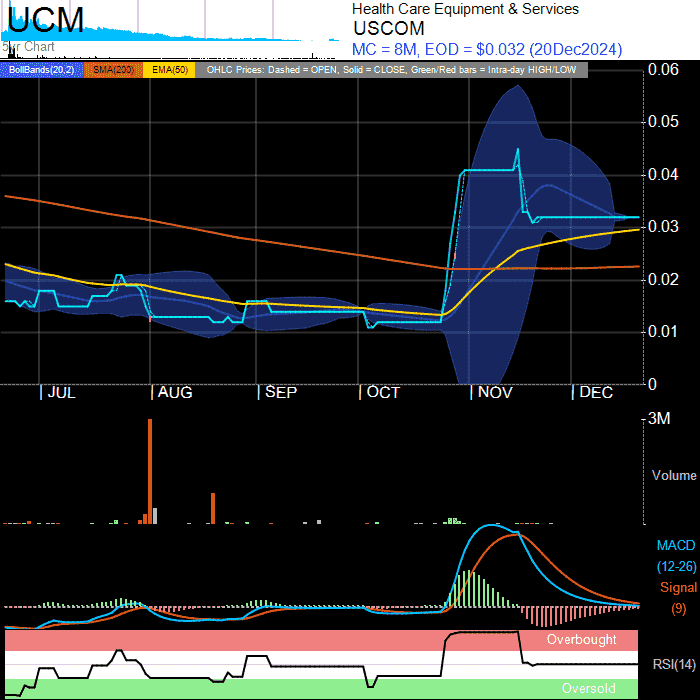 UCM
5yr Chart
Health Care Equipment & Services
USCOM
MC = 8M, EOD = $0.032 (20Dec2024)
BollBands(20,2) SMA(200) EMA(50) OHLC Prices: Dashed = OPEN, Solid = CLOSE, Green/Red bars = Intra-day HIGH/LOW
0.06
0.05
0.04
0.03
0.02
0.01
0
JUL AUG SEP OCT NOV DEC
3M
Volume
MACD
(12-26)
Signal
(9)
Overbought
RSI(14)
Oversold